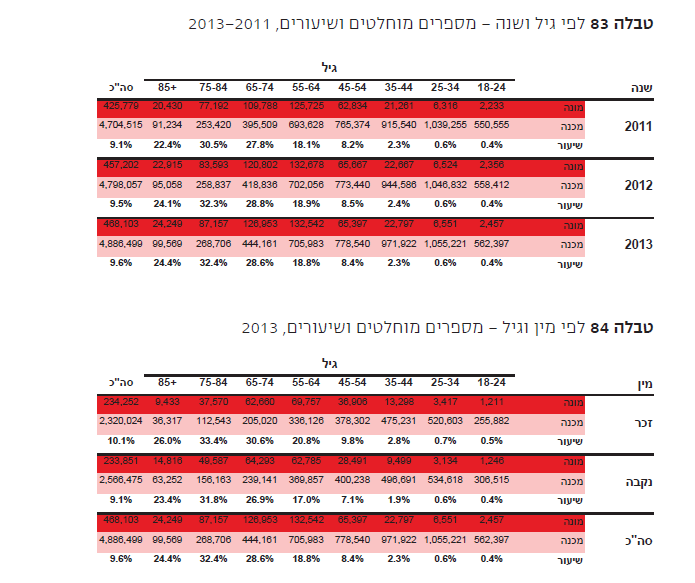 טבלה 83 לפי גיל ושנה – מספרים מוחלטים ושיעורים, 2011–2013
גיל
שנה 18-24 25-34 35-44 45-54 55-64 65-74 75-84 85+ סה"כ
מונה 2,233 6,316 21,261 62,834 125,725 109,788 77,192 20,430 425,779
2011 מכנה 550,555 1,039,255 915,540 765,374 693,628 395,509 253,420 91,234 4,704,515
שיעור 0.4% 0.6% 2.3% 8.2% 18.1% 27.8% 30.5% 22.4% 9.1%
מונה 2,356 6,524 22,667 65,667 132,678 120,802 83,593 22,915 457,202
2012 מכנה 558,412 1,046,832 944,586 773,440 702,056 418,836 258,837 95,058 4,798,057
שיעור 0.4% 0.6% 2.4% 8.5% 18.9% 28.8% 32.3% 24.1% 9.5%
מונה 2,457 6,551 22,797 65,397 132,542 126,953 87,157 24,249 468,103
2013 מכנה 562,397 1,055,221 971,922 778,540 705,983 444,161 268,706 99,569 4,886,499
שיעור 0.4% 0.6% 2.3% 8.4% 18.8% 28.6% 32.4% 24.4% 9.6%
טבלה 84 לפי מין וגיל – מספרים מוחלטים ושיעורים, 2013
גיל
מין 18-24 25-34 35-44 45-54 55-64 65-74 75-84 85+ סה"כ
מונה 1,211 3,417 13,298 36,906 69,757 62,660 37,570 9,433 234,252
זכר מכנה 255,882 520,603 475,231 378,302 336,126 205,020 112,543 36,317 2,320,024
שיעור 0.5% 0.7% 2.8% 9.8% 20.8% 30.6% 33.4% 26.0% 10.1%
מונה 1,246 3,134 9,499 28,491 62,785 64,293 49,587 14,816 233,851
נקבה מכנה 306,515 534,618 496,691 400,238 369,857 239,141 156,163 63,252 2,566,475
שיעור 0.4% 0.6% 1.9% 7.1% 17.0% 26.9% 31.8% 23.4% 9.1%
מונה 2,457 6,551 22,797 65,397 132,542 126,953 87,157 24,249 468,103
סה"כ מכנה 562,397 1,055,221 971,922 778,540 705,983 444,161 268,706 99,569 4,886,499
שיעור 0.4% 0.6% 2.3% 8.4% 18.8% 28.6% 32.4% 24.4% 9.6%